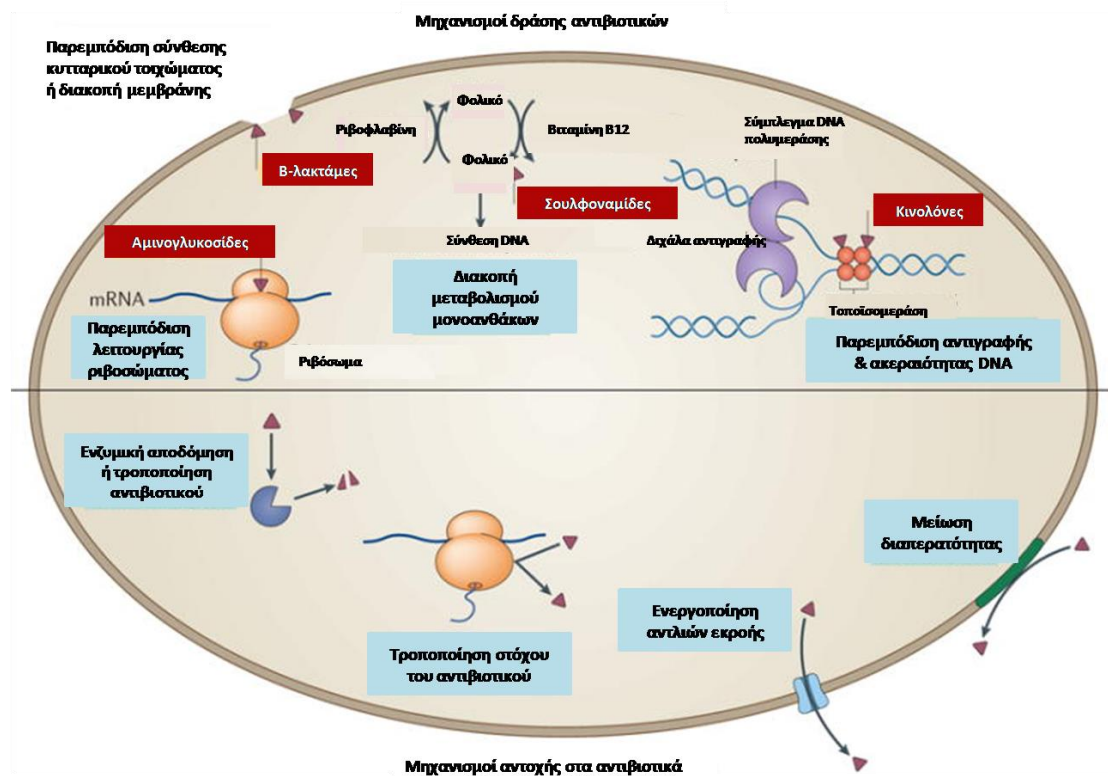 Μηχανισμοί δράσης αντιβιοτικών
Παρεμπόδιση σύνθεσης
κυτταρικού τοιχώματος
ή διακοπή μεμβράνης
Φολικό
Ριβοφλαβίνη
Βιταμίνη Β12
Φολικό
Σύμπλεγμα DNA
πολυμεράσης
Β-λακτάμες
Σουλφοναμίδες
Κινολόνες
Αμινογλυκοσίδες
Σύνθεση DNA
Διχάλα αντιγραφής
Διακοπή
μεταβολισμού
μονοανθάκων
mRNA
Τοποϊσομεράση
Παρεμπόδιση
λειτουργίας
ριβοσώματος
Ριβόσωμα
Παρεμπόδιση αντιγραφής
& ακεραιότητας DNA
Ενζυμική αποδόμηση
ή τροποποίηση
αντιβιοτικού
Μείωση
διαπερατότητας
Ενεργοποίηση
αντλιών εκροής
Τροποποίηση στόχου
του αντιβιοτικού
Μηχανισμοί αντοχής στα αντιβιοτικά